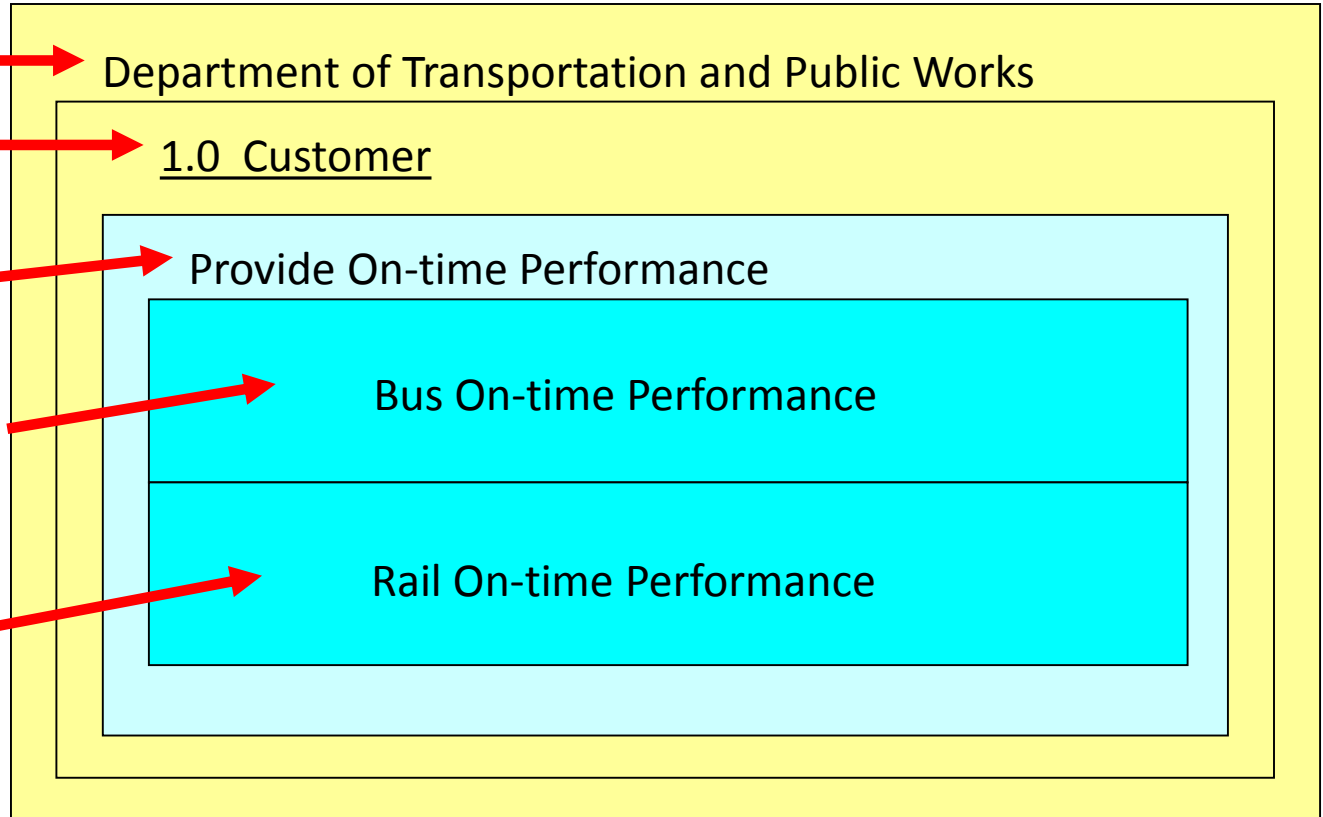 Department of Transportation and Public Works
1.0 Customer
Provide On-time Performance
Bus On-time Performance
Rail On-time Performance